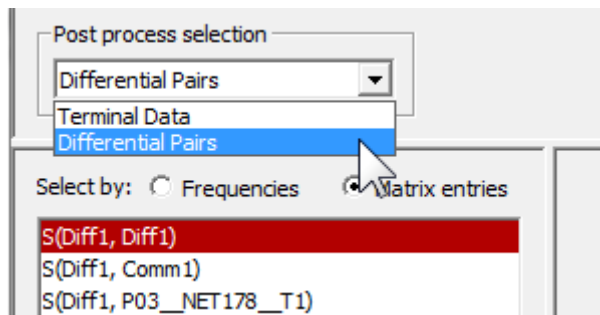 Post process selection
Differential Pairs
Terminal Data
Differential Pairs
Select by: Frequencies Matrix entries
S(Diff1, Diff1)
S(Diff1, Comm1)
S(Diff1, P03__NET178__T1)